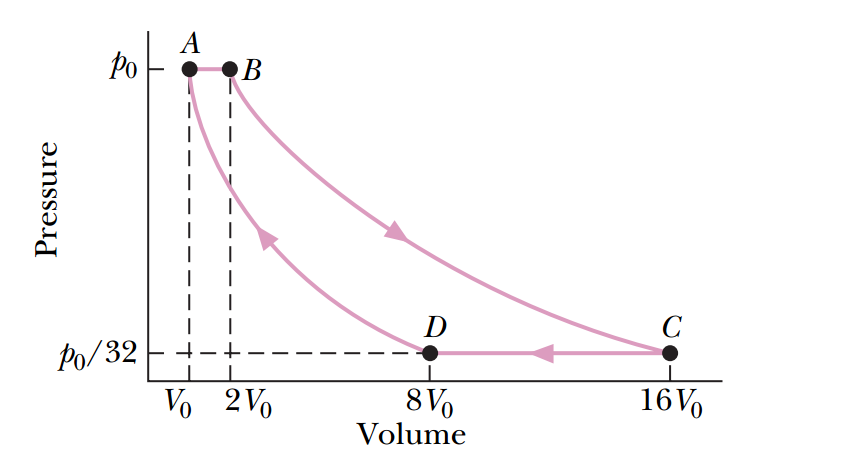 A
p₀
B
Pressure
D
C
p₀/32
V₀
2V₀
8V₀
16V₀
Volume